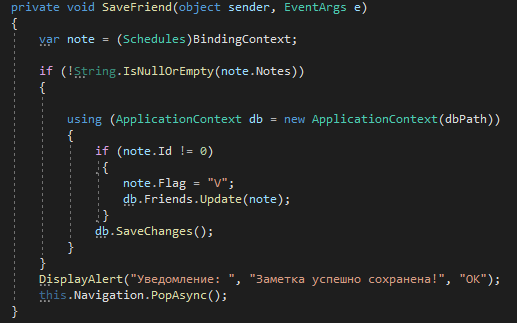 private void SaveFriend(object sender, EventArgs e)
{
var note = (Schedules)BindingContext;
if (!String.IsNullOrEmpty(note.Notes))
{
using (ApplicationContext db = new ApplicationContext(dbPath))
{
if (note.Id != 0)
{
note.Flag = "V";
db.Friends.Update(note);
}
db.SaveChanges();
}
}
DisplayAlert("Уведомление: ", "Заметка успешно сохранена!", "ОК");
this.Navigation.PopAsync();
}